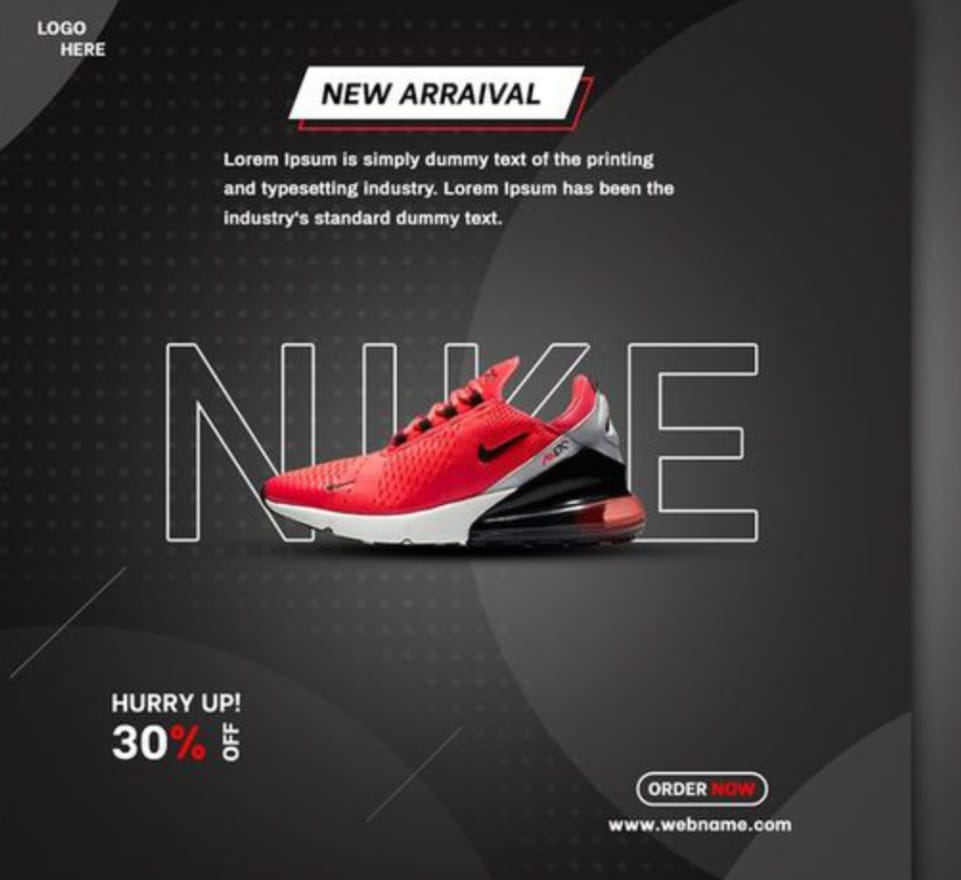 LOGO
HERE
NEW ARRAIVAL
Lorem Ipsum is simply dummy text of the printing
and typesetting industry. Lorem Ipsum has been the
industry's standard dummy text.
NIKE
HURRY UP!
30% OFF
ORDER NOW
www.webname.com